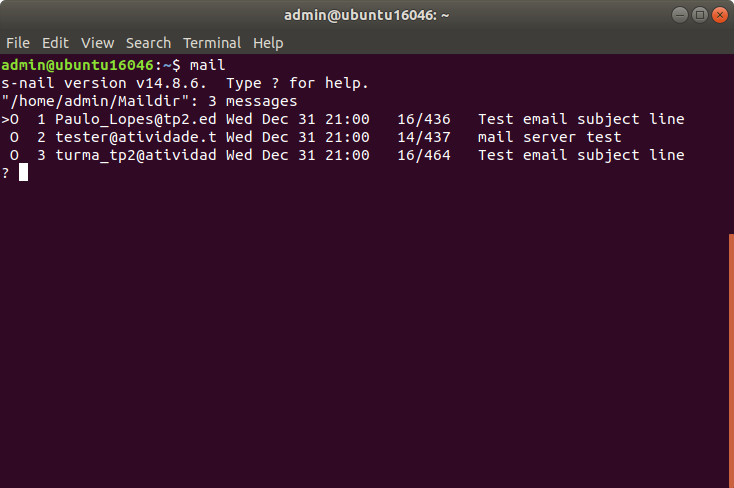 admin@ubuntu16046: ~
File Edit View Search Terminal Help
admin@ubuntu16046:~$ mail
s-nail version v14.8.6.  Type ? for help.
"/home/admin/Maildir": 3 messages
>O  1 Paulo_Lopes@tp2.ed Wed Dec 31 21:00   16/436   Test email subject line
 O  2 tester@atividade.t Wed Dec 31 21:00   14/437   mail server test
 O  3 turma_tp2@atividad Wed Dec 31 21:00   16/464   Test email subject line
?